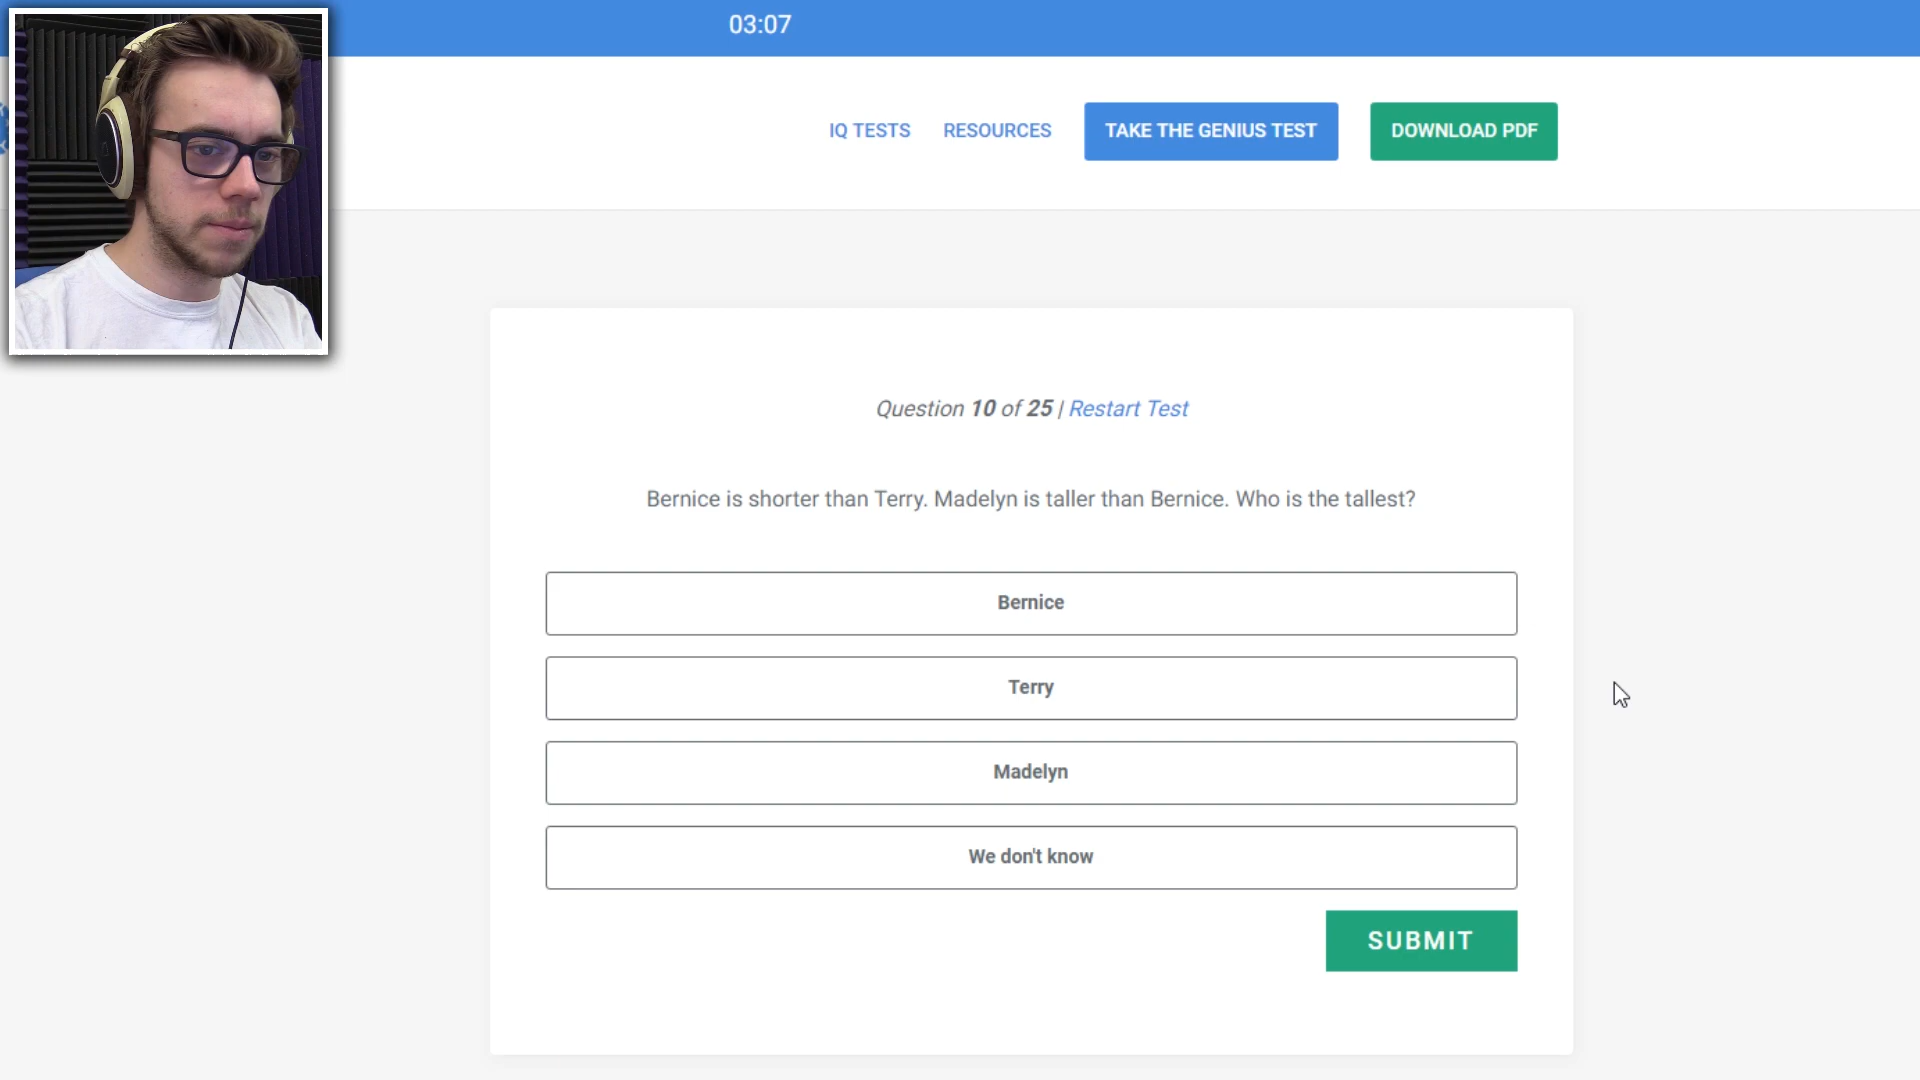 03:07
IQ TESTS RESOURCES TAKE THE GENIUS TEST DOWNLOAD PDF
Question 10 of 25 | Restart Test
Bernice is shorter than Terry. Madelyn is taller than Bernice. Who is the tallest?
Bernice
Terry
Madelyn
We don't know
SUBMIT